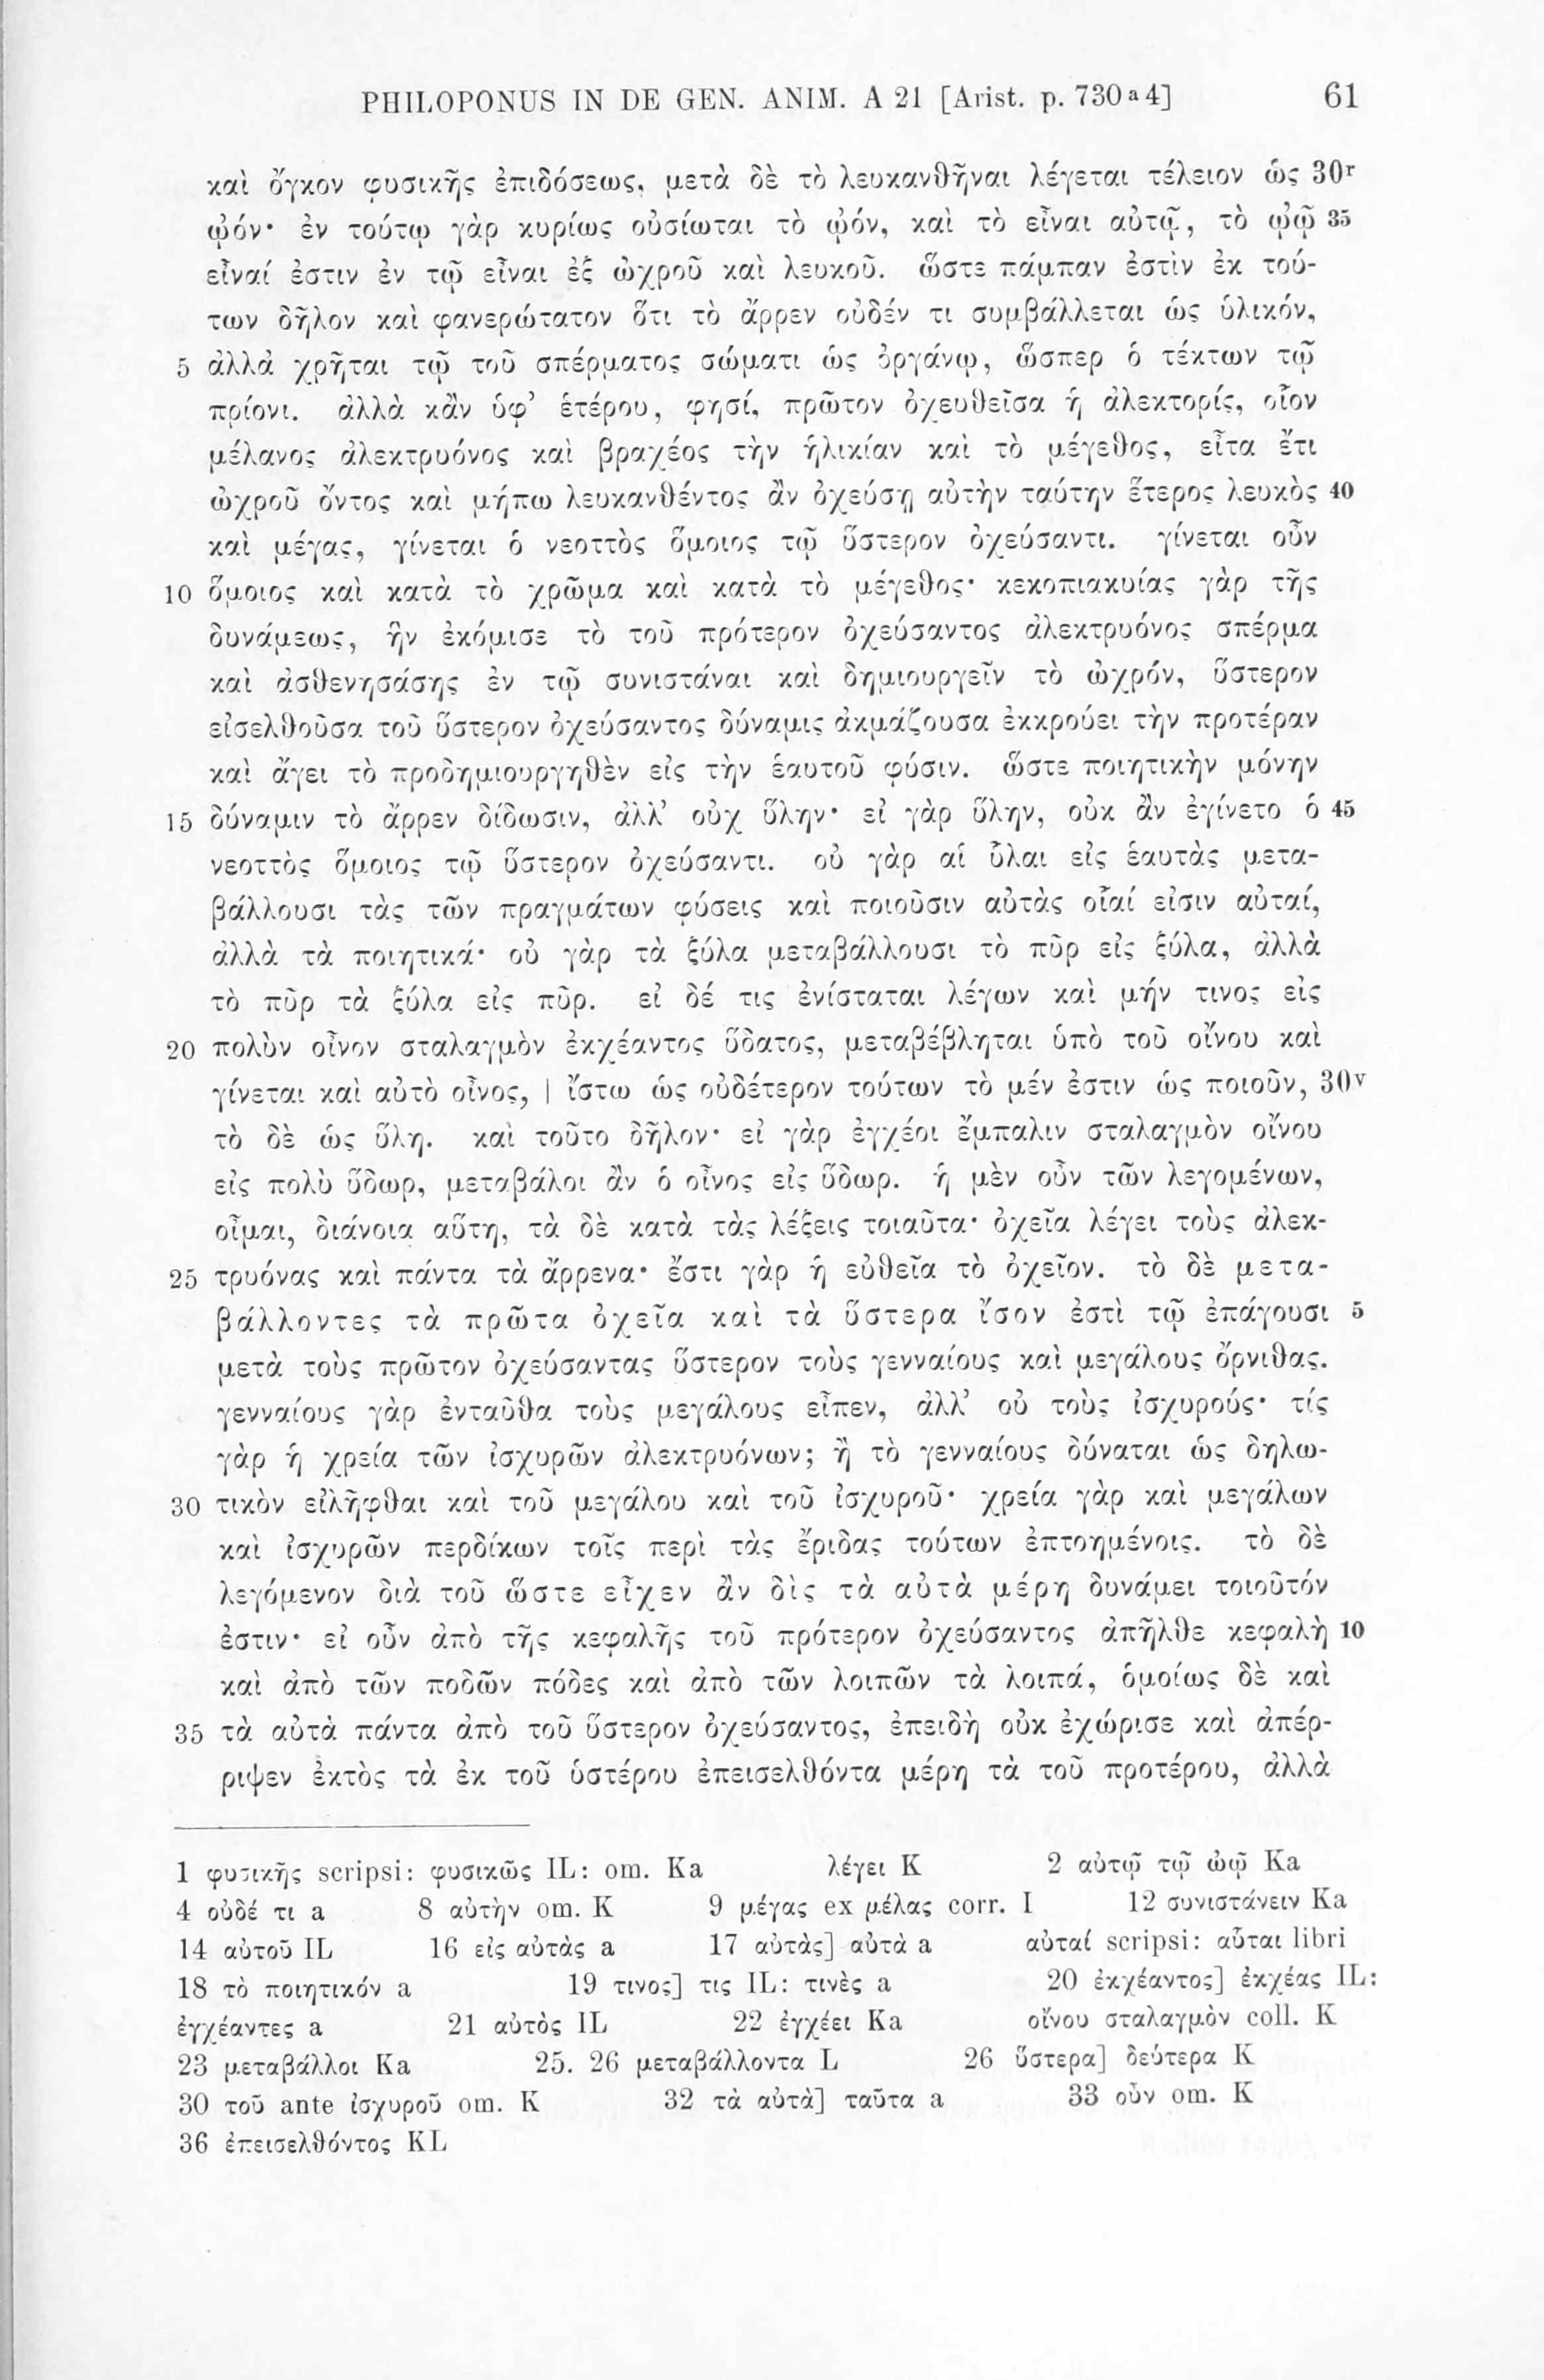 PHILOPONUS IN DE GEN. ANIM. A 21 [Arist. p. 730 a 4] 61
καὶ ὄγκον φυσικῆς ἐπιδόσεως, μετὰ δὲ τὸ λευκανθῆναι λέγεται τέλειον ὡς 30r
ᾠόν· ἐν τούτῳ γὰρ κυρίως οὐσίωται τὸ ᾠόν, καὶ τὸ εἶναι αὐτῷ, τὸ ᾠῷ 35
εἶναί ἐστιν ἐν τῷ εἶναι ἐξ ὠχροῦ καὶ λευκοῦ. ὥστε πάμπαν ἐστὶν ἐκ τού-
των δῆλον καὶ φανερώτατον ὅτι τὸ ἄρρεν οὐδέν τι συμβάλλεται ὡς ὑλικόν,
5 ἀλλὰ χρῆται τῷ τοῦ σπέρματος σώματι ὡς ὀργάνῳ, ὥσπερ ὁ τέκτων τῷ
πρίονι. ἀλλὰ κἂν ὑφ’ ἑτέρου, φησί, πρῶτον ὀχευθεῖσα ἡ ἀλεκτορίς, οἷον
μέλανος ἀλεκτρυόνος καὶ βραχέος τὴν ἡλικίαν καὶ τὸ μέγεθος, εἶτα ἔτι
ὠχροῦ ὄντος καὶ μήπω λευκανθέντος ἂν ὀχεύσῃ αὐτὴν ταύτην ἕτερος λευκὸς 40
καὶ μέγας, γίνεται ὁ νεοττὸς ὅμοιος τῷ ὕστερον ὀχεύσαντι. γίνεται οὖν
10 ὅμοιος καὶ κατὰ τὸ χρῶμα καὶ κατὰ τὸ μέγεθος· κεκοπιακυίας γὰρ τῆς
δυνάμεως, ἣν ἐκόμισε τὸ τοῦ πρότερον ὀχεύσαντος ἀλεκτρυόνος σπέρμα
καὶ ἀσθενησάσης ἐν τῷ συνιστάναι καὶ δημιουργεῖν τὸ ὠχρόν, ὕστερον
εἰσελθοῦσα τοῦ ὕστερον ὀχεύσαντος δύναμις ἀκμάζουσα ἐκκρούει τὴν προτέραν
καὶ ἄγει τὸ προδημιουργηθὲν εἰς τὴν ἑαυτοῦ φύσιν. ὥστε ποιητικὴν μόνην
15 δύναμιν τὸ ἄρρεν δίδωσιν, ἀλλ’ οὐχ ὕλην· εἰ γὰρ ὕλην, οὐκ ἂν ἐγίνετο ὁ 45
νεοττὸς ὅμοιος τῷ ὕστερον ὀχεύσαντι. οὐ γὰρ αἱ ὗλαι εἰς ἑαυτὰς μετα-
βάλλουσι τὰς τῶν πραγμάτων φύσεις καὶ ποιοῦσιν αὐτὰς οἷαί εἰσιν αὐταί,
ἀλλὰ τὰ ποιητικά· οὐ γὰρ τὰ ξύλα μεταβάλλουσι τὸ πῦρ εἰς ξύλα, ἀλλὰ
τὸ πῦρ τὰ ξύλα εἰς πῦρ. εἰ δέ τις ἐνίσταται λέγων καὶ μήν τινος εἰς
20 πολὺν οἶνον σταλαγμὸν ἐκχέαντος ὕδατος, μεταβέβληται ὑπὸ τοῦ οἴνου καὶ
γίνεται καὶ αὐτὸ οἶνος, | ἴστω ὡς οὐδέτερον τούτων τὸ μέν ἐστιν ὡς ποιοῦν, 30v
τὸ δὲ ὡς ὕλη. καὶ τοῦτο δῆλον· εἰ γὰρ ἐγχέοι ἔμπαλιν σταλαγμὸν οἴνου
εἰς πολὺ ὕδωρ, μεταβάλοι ἂν ὁ οἶνος εἰς ὕδωρ. ἡ μὲν οὖν τῶν λεγομένων,
οἶμαι, διάνοια αὕτη, τὰ δὲ κατὰ τὰς λέξεις τοιαῦτα· ὀχεῖα λέγει τοὺς ἀλεκ-
25 τρυόνας καὶ πάντα τὰ ἄρρενα· ἔστι γὰρ ἡ εὐθεῖα τὸ ὀχεῖον. τὸ δὲ μετα-
βάλλοντες τὰ πρῶτα ὀχεῖα καὶ τὰ ὕστερα ἴσον ἐστὶ τῷ ἐπάγουσι 5
μετὰ τοὺς πρῶτον ὀχεύσαντας ὕστερον τοὺς γενναίους καὶ μεγάλους ὄρνιθας.
γενναίους γὰρ ἐνταῦθα τοὺς μεγάλους εἶπεν, ἀλλ’ οὐ τοὺς ἰσχυρούς· τίς
γὰρ ἡ χρεία τῶν ἰσχυρῶν ἀλεκτρυόνων; ἢ τὸ γενναίους δύναται ὡς δηλω-
30 τικὸν εἰλῆφθαι καὶ τοῦ μεγάλου καὶ τοῦ ἰσχυροῦ· χρεία γὰρ καὶ μεγάλων
καὶ ἰσχυρῶν περδίκων τοῖς περὶ τὰς ἔριδας τούτων ἐπτοημένοις. τὸ δὲ
λεγόμενον διὰ τοῦ ὥστε εἶχεν ἂν δὶς τὰ αὐτὰ μέρη δυνάμει τοιοῦτόν
ἐστιν· εἰ οὖν ἀπὸ τῆς κεφαλῆς τοῦ πρότερον ὀχεύσαντος ἀπῆλθε κεφαλὴ 10
καὶ ἀπὸ τῶν ποδῶν πόδες καὶ ἀπὸ τῶν λοιπῶν τὰ λοιπά, ὁμοίως δὲ καὶ
35 τὰ αὐτὰ πάντα ἀπὸ τοῦ ὕστερον ὀχεύσαντος, ἐπειδὴ οὐκ ἐχώρισε καὶ ἀπέρ-
ριψεν ἐκτὸς τὰ ἐκ τοῦ ὑστέρου ἐπεισελθόντα μέρη τὰ τοῦ προτέρου, ἀλλὰ
1 φυσικῆς scripsi: φυσικῶς IL: om. Ka λέγει K 2 αὐτῷ τῷ ὠῷ Ka
4 οὐδέ τι a 8 αὐτὴν om. K 9 μέγας ex μέλας corr. I 12 συνιστάνειν Ka
14 αὐτοῦ IL 16 εἰς αὐτὰς a 17 αὐτὰς] αὐτὰ a αὐταί scripsi: αὗται libri
18 τὸ ποιητικόν a 19 τινος] τις IL: τινὲς a 20 ἐκχέαντος] ἐκχέας IL:
ἐγχέαντες a 21 αὐτὸς IL 22 ἐγχέει Ka οἴνου σταλαγμὸν coll. K
23 μεταβάλλοι Ka 25. 26 μεταβάλλοντα L 26 ὕστερα] δεύτερα K
30 τοῦ ante ἰσχυροῦ om. K 32 τὰ αὐτὰ] ταῦτα a 33 οὖν om. K
36 ἐπεισελθόντος KL